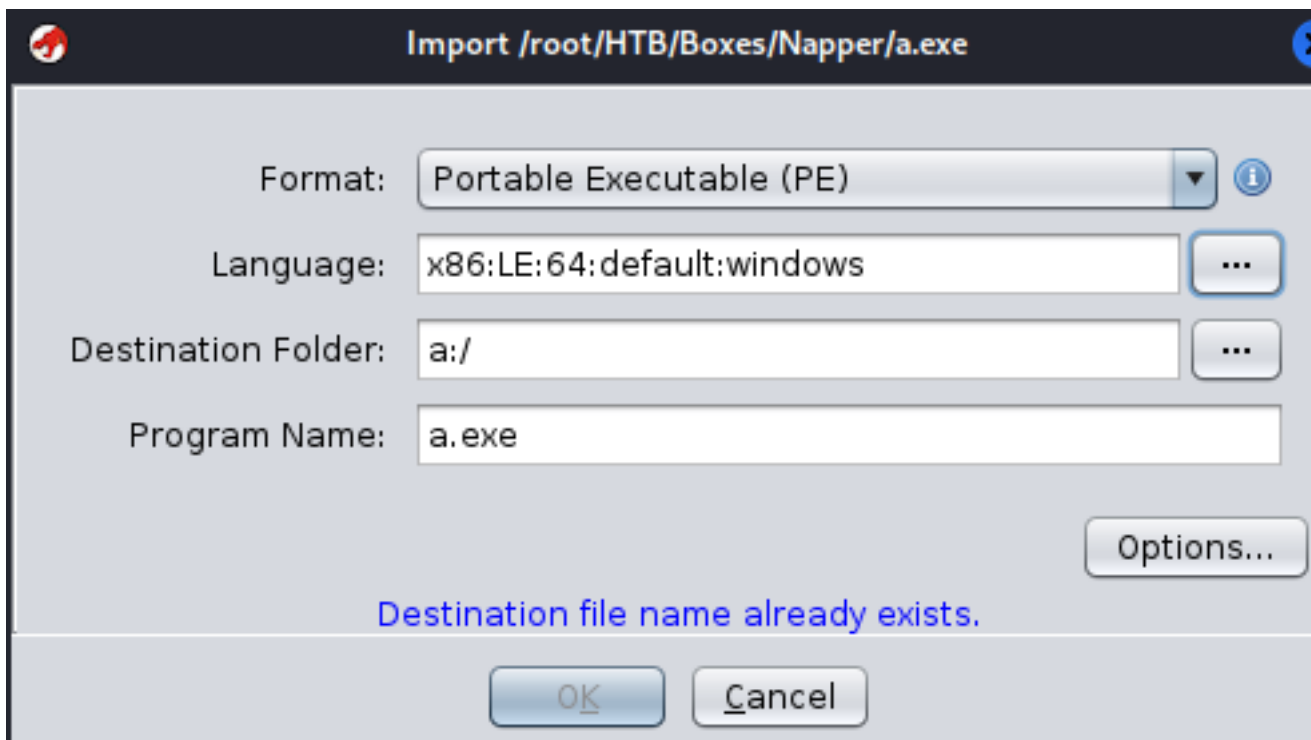 Import /root/HTB/Boxes/Napper/a.exe
Format: Portable Executable (PE)
Language: x86:LE:64:default:windows ...
Destination Folder: a:/ ...
Program Name: a.exe
Options...
Destination file name already exists.
OK Cancel